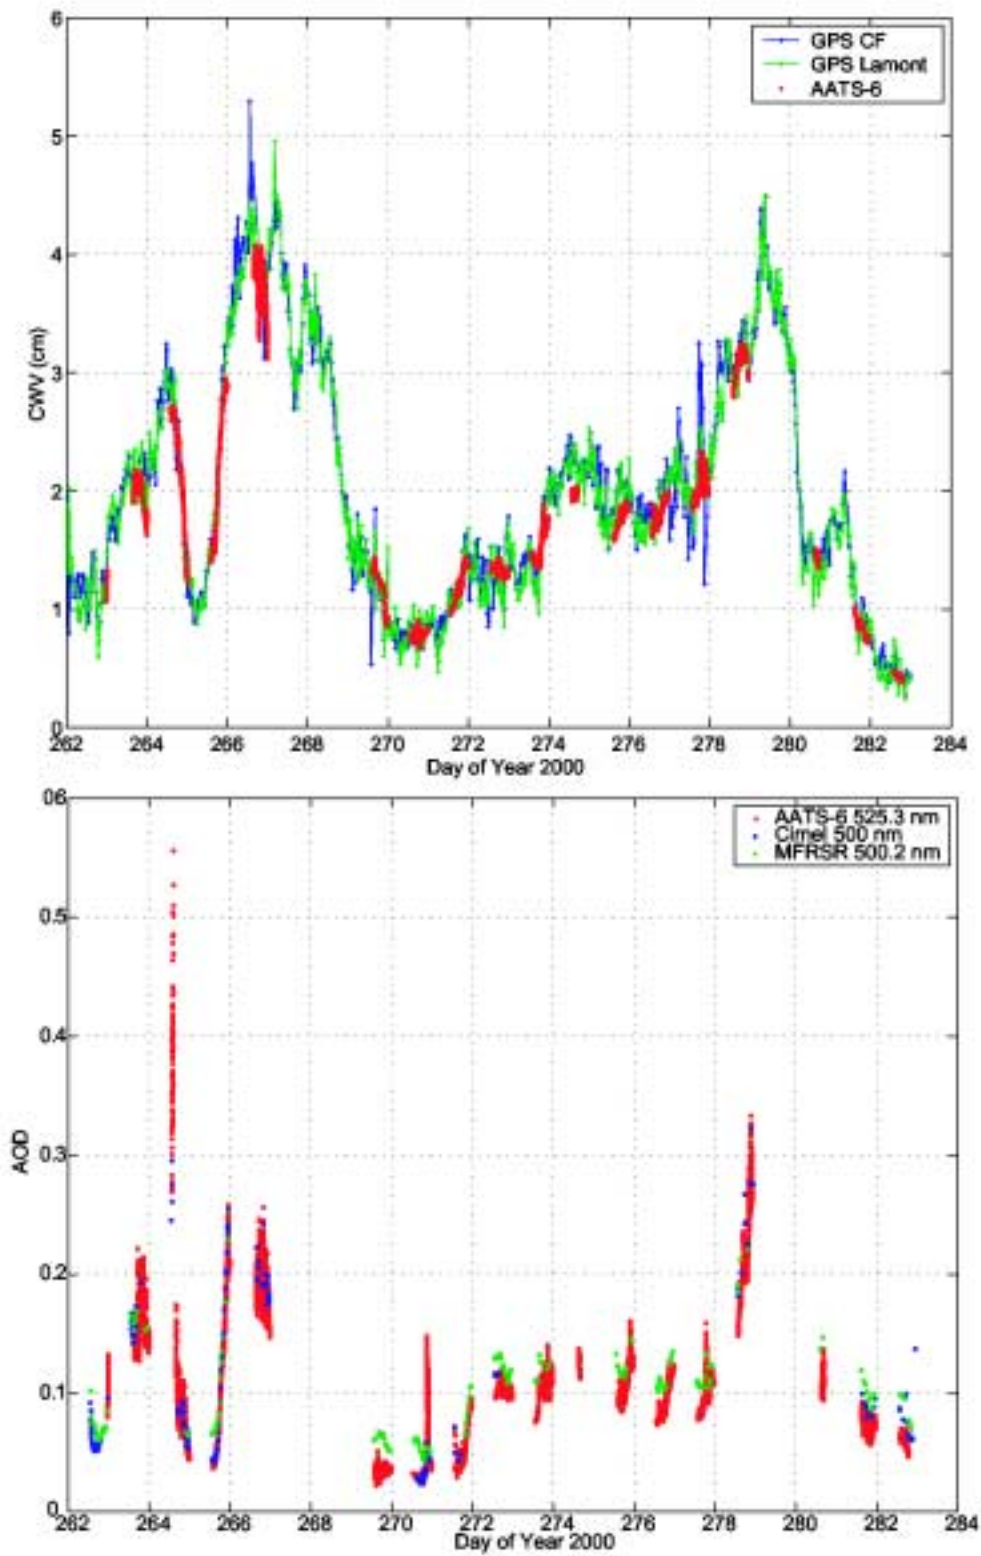 6
5
4
3
2
1
0
CWV (cm)
GPS CF
GPS Lamont
AATS-6
262 264 266 268 270 272 274 276 278 280 282 284
Day of Year 2000
06
0.5
0.4
0.3
0.2
0.1
0
AOD
AATS-6 525.3 nm
Cimel 500 nm
MFRSR 500.2 nm
262 264 266 268 270 272 274 276 278 280 282 284
Day of Year 2000